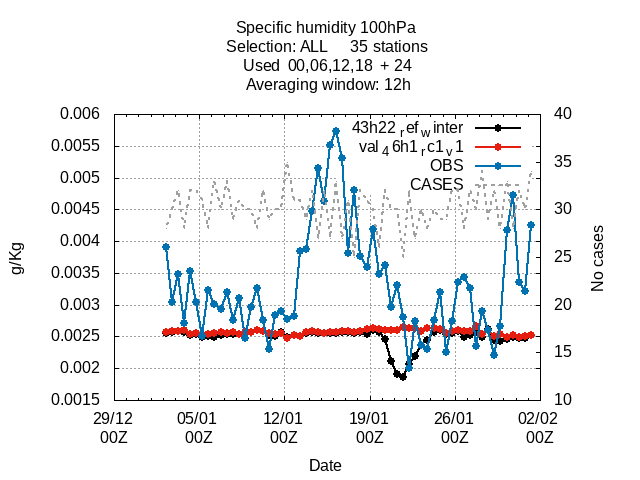 Specific humidity 100hPa
Selection: ALL 35 stations
Used 00,06,12,18 + 24
Averaging window: 12h
0.006
0.0055
0.005
0.0045
0.004
0.0035
0.003
0.0025
0.002
0.0015
g/Kg
43h22 ref winter
val 46h1 rc1 v1
OBS
CASES
40
35
30
25
20
15
10
No cases
29/12 05/01 12/01 19/01 26/01 02/02
00Z 00Z 00Z 00Z 00Z 00Z
Date